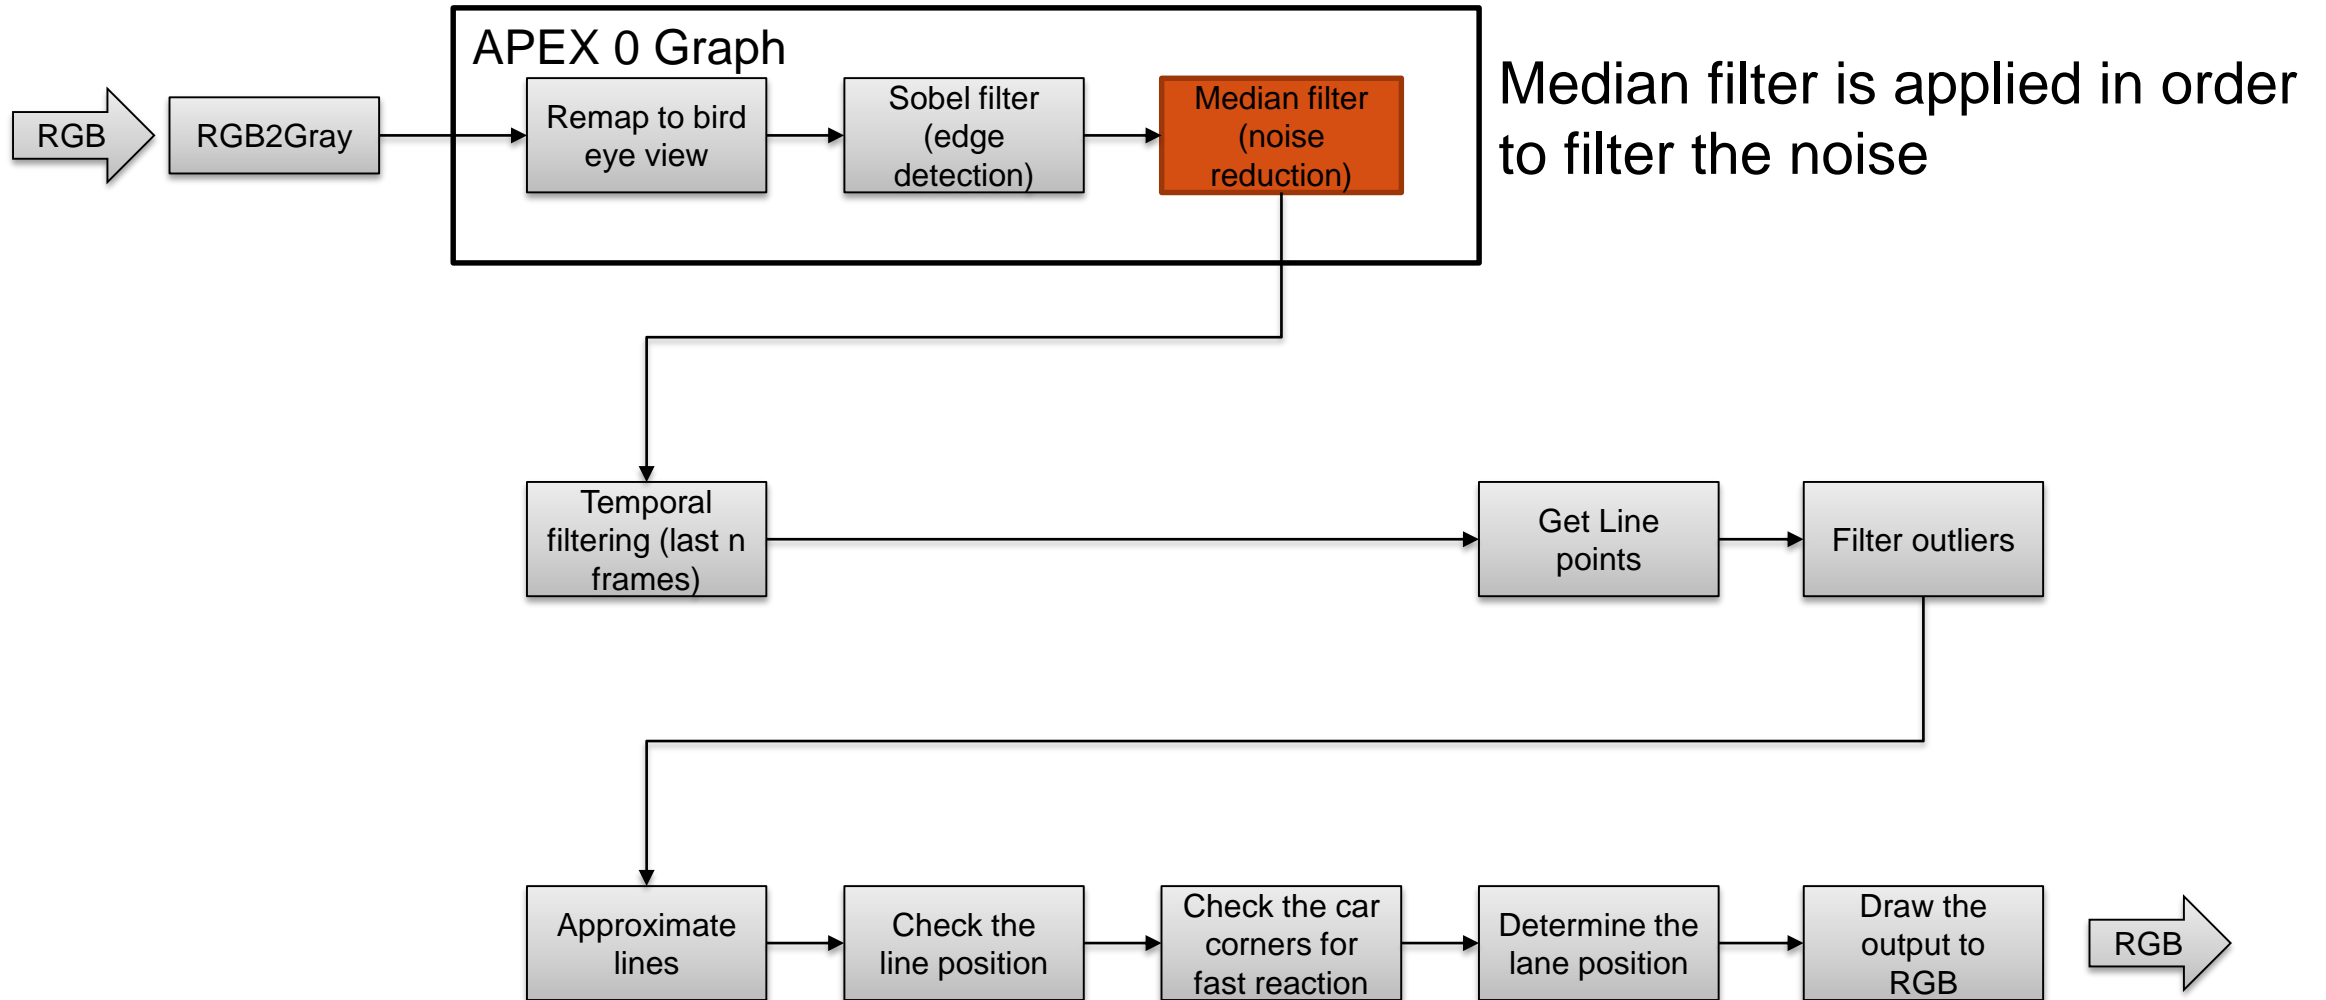 APEX 0 Graph
RGB
RGB2Gray
Remap to bird
eye view
Sobel filter
(edge
detection)
Median filter
(noise
reduction)
Median filter is applied in order
to filter the noise
Temporal
filtering (last n
frames)
Get Line
points
Filter outliers
Approximate
lines
Check the
line position
Check the car
corners for
fast reaction
Determine the
lane position
Draw the
output to
RGB
RGB